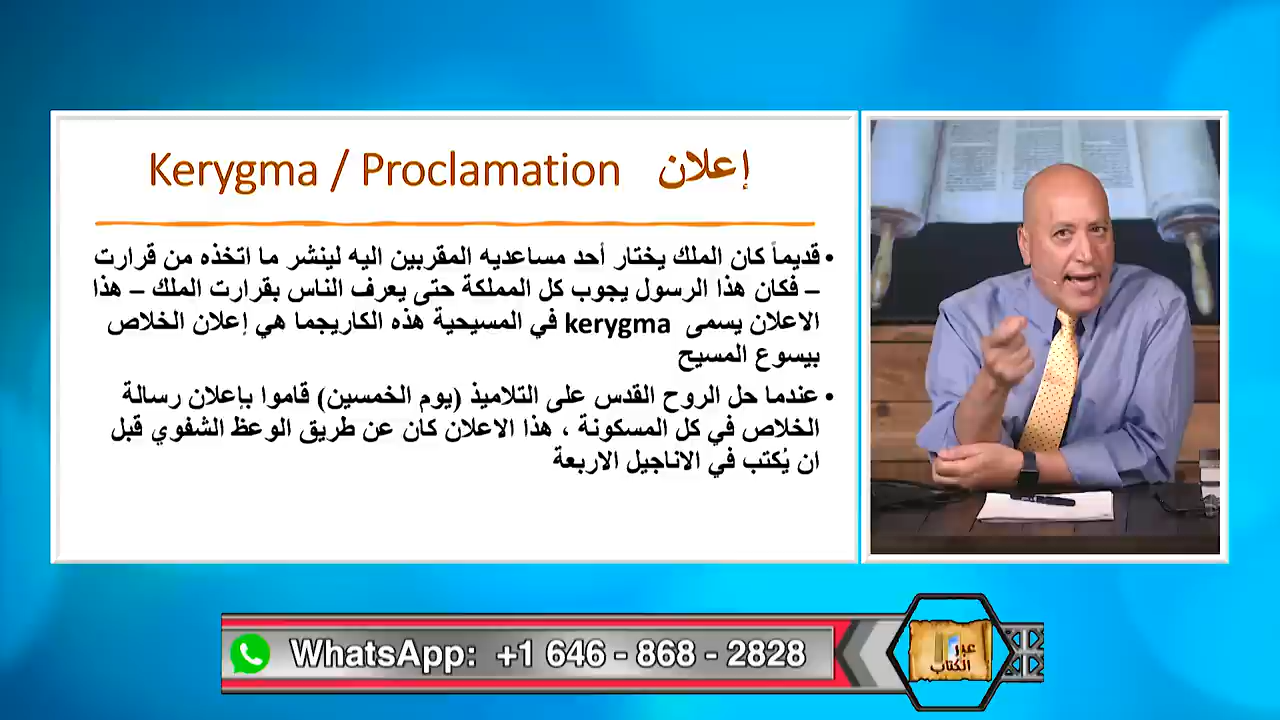 Kerygma / Proclamation إعلان
• قديماً كان الملك يختار أحد مساعديه المقربين اليه لينشر ما اتخذه من قرارت
– فكان هذا الرسول يجوب كل المملكة حتى يعرف الناس بقرارت الملك – هذا
الاعلان يسمى kerygma في المسيحية هذه الكاريجما هي إعلان الخلاص
بيسوع المسيح
• عندما حل الروح القدس على التلاميذ (يوم الخمسين) قاموا بإعلان رسالة
الخلاص في كل المسكونة ، هذا الاعلان كان عن طريق الوعظ الشفوي قبل
ان يُكتب في الاناجيل الاربعة
WhatsApp: +1 646 - 868 - 2828
عبر
الكتاب